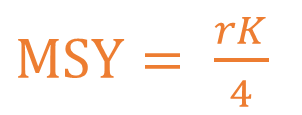 MSY = rK/4